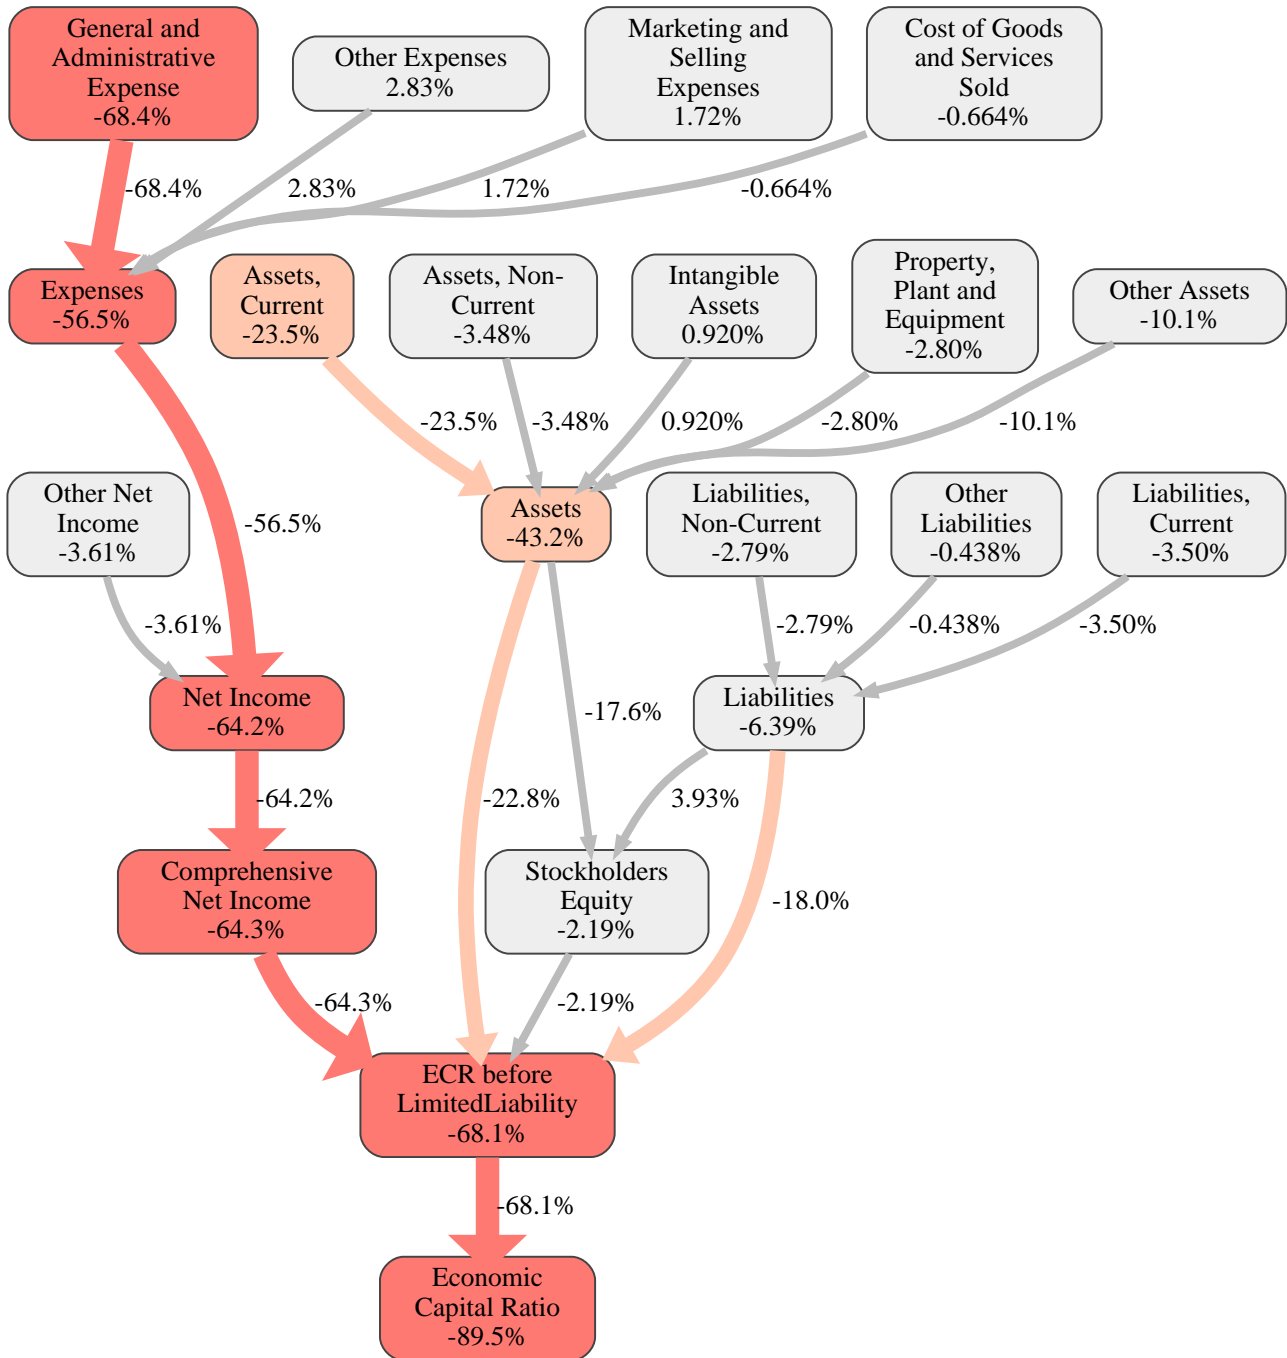 General and
Administrative
Expense
-68.4%
Other Expenses
2.83%
Marketing and
Selling
Expenses
1.72%
Cost of Goods
and Services
Sold
-0.664%
-68.4%
2.83%
1.72%
-0.664%
Expenses
-56.5%
Assets,
Current
-23.5%
Assets, Non-
Current
-3.48%
Intangible
Assets
0.920%
Property,
Plant and
Equipment
-2.80%
Other Assets
-10.1%
-23.5%
-3.48%
0.920%
-2.80%
-10.1%
Other Net
Income
-3.61%
-56.5%
Assets
-43.2%
Liabilities,
Non-Current
-2.79%
Other
Liabilities
-0.438%
Liabilities,
Current
-3.50%
-3.61%
-2.79%
-0.438%
-3.50%
Net Income
-64.2%
-17.6%
Liabilities
-6.39%
-64.2%
-22.8%
3.93%
Comprehensive
Net Income
-64.3%
Stockholders
Equity
-2.19%
-18.0%
-64.3%
-2.19%
ECR before
LimitedLiability
-68.1%
-68.1%
Economic
Capital Ratio
-89.5%